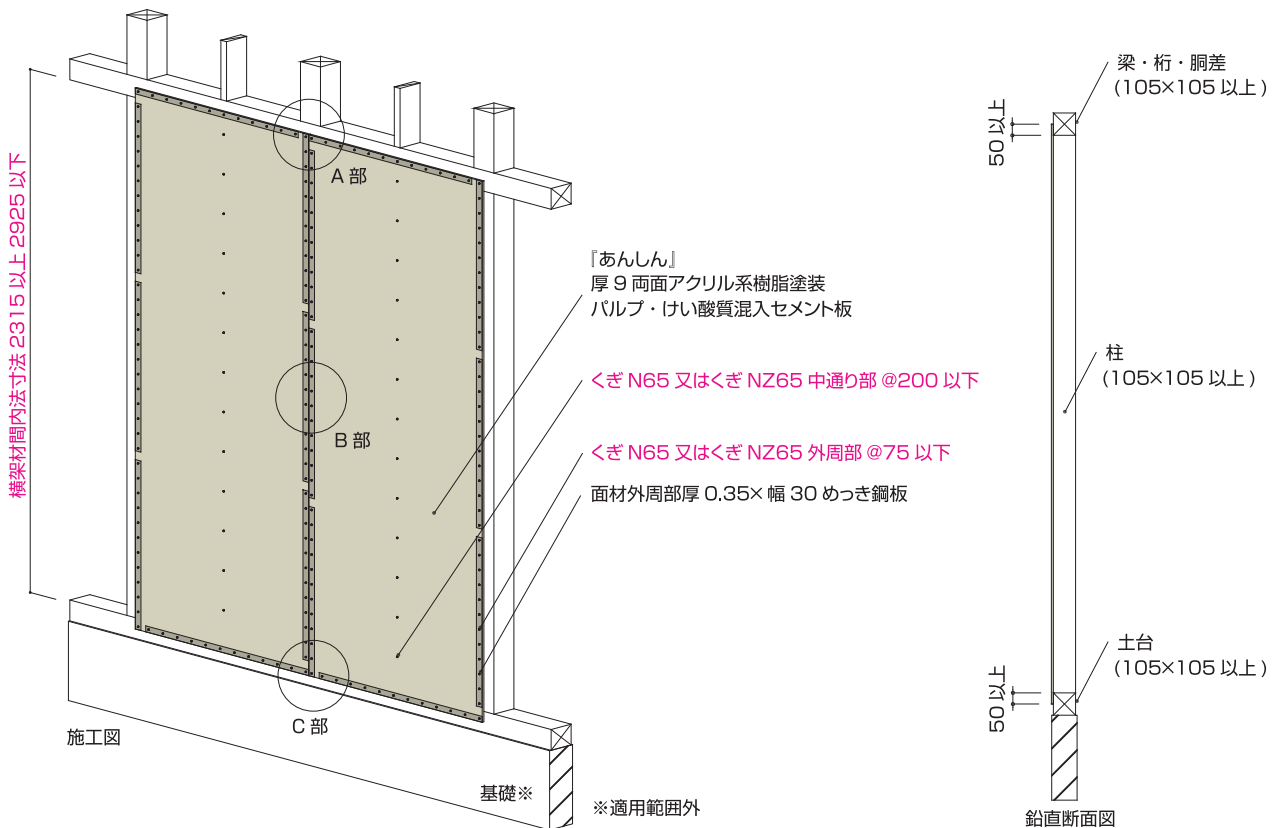 横架材間内法寸法 2315 以上 2925 以下
A 部
B 部
C 部
『あんしん』
厚 9 両面アクリル系樹脂塗装
パルプ・けい酸質混入セメント板
くぎ N65 又はくぎ NZ65 中通り部 @200 以下
くぎ N65 又はくぎ NZ65 外周部 @75 以下
面材外周部厚 0.35× 幅 30 めっき鋼板
施工図
基礎※
※適用範囲外
梁・桁・胴差
(105×105 以上 )
50 以上
柱
(105×105 以上 )
土台
(105×105 以上 )
50 以上
鉛直断面図